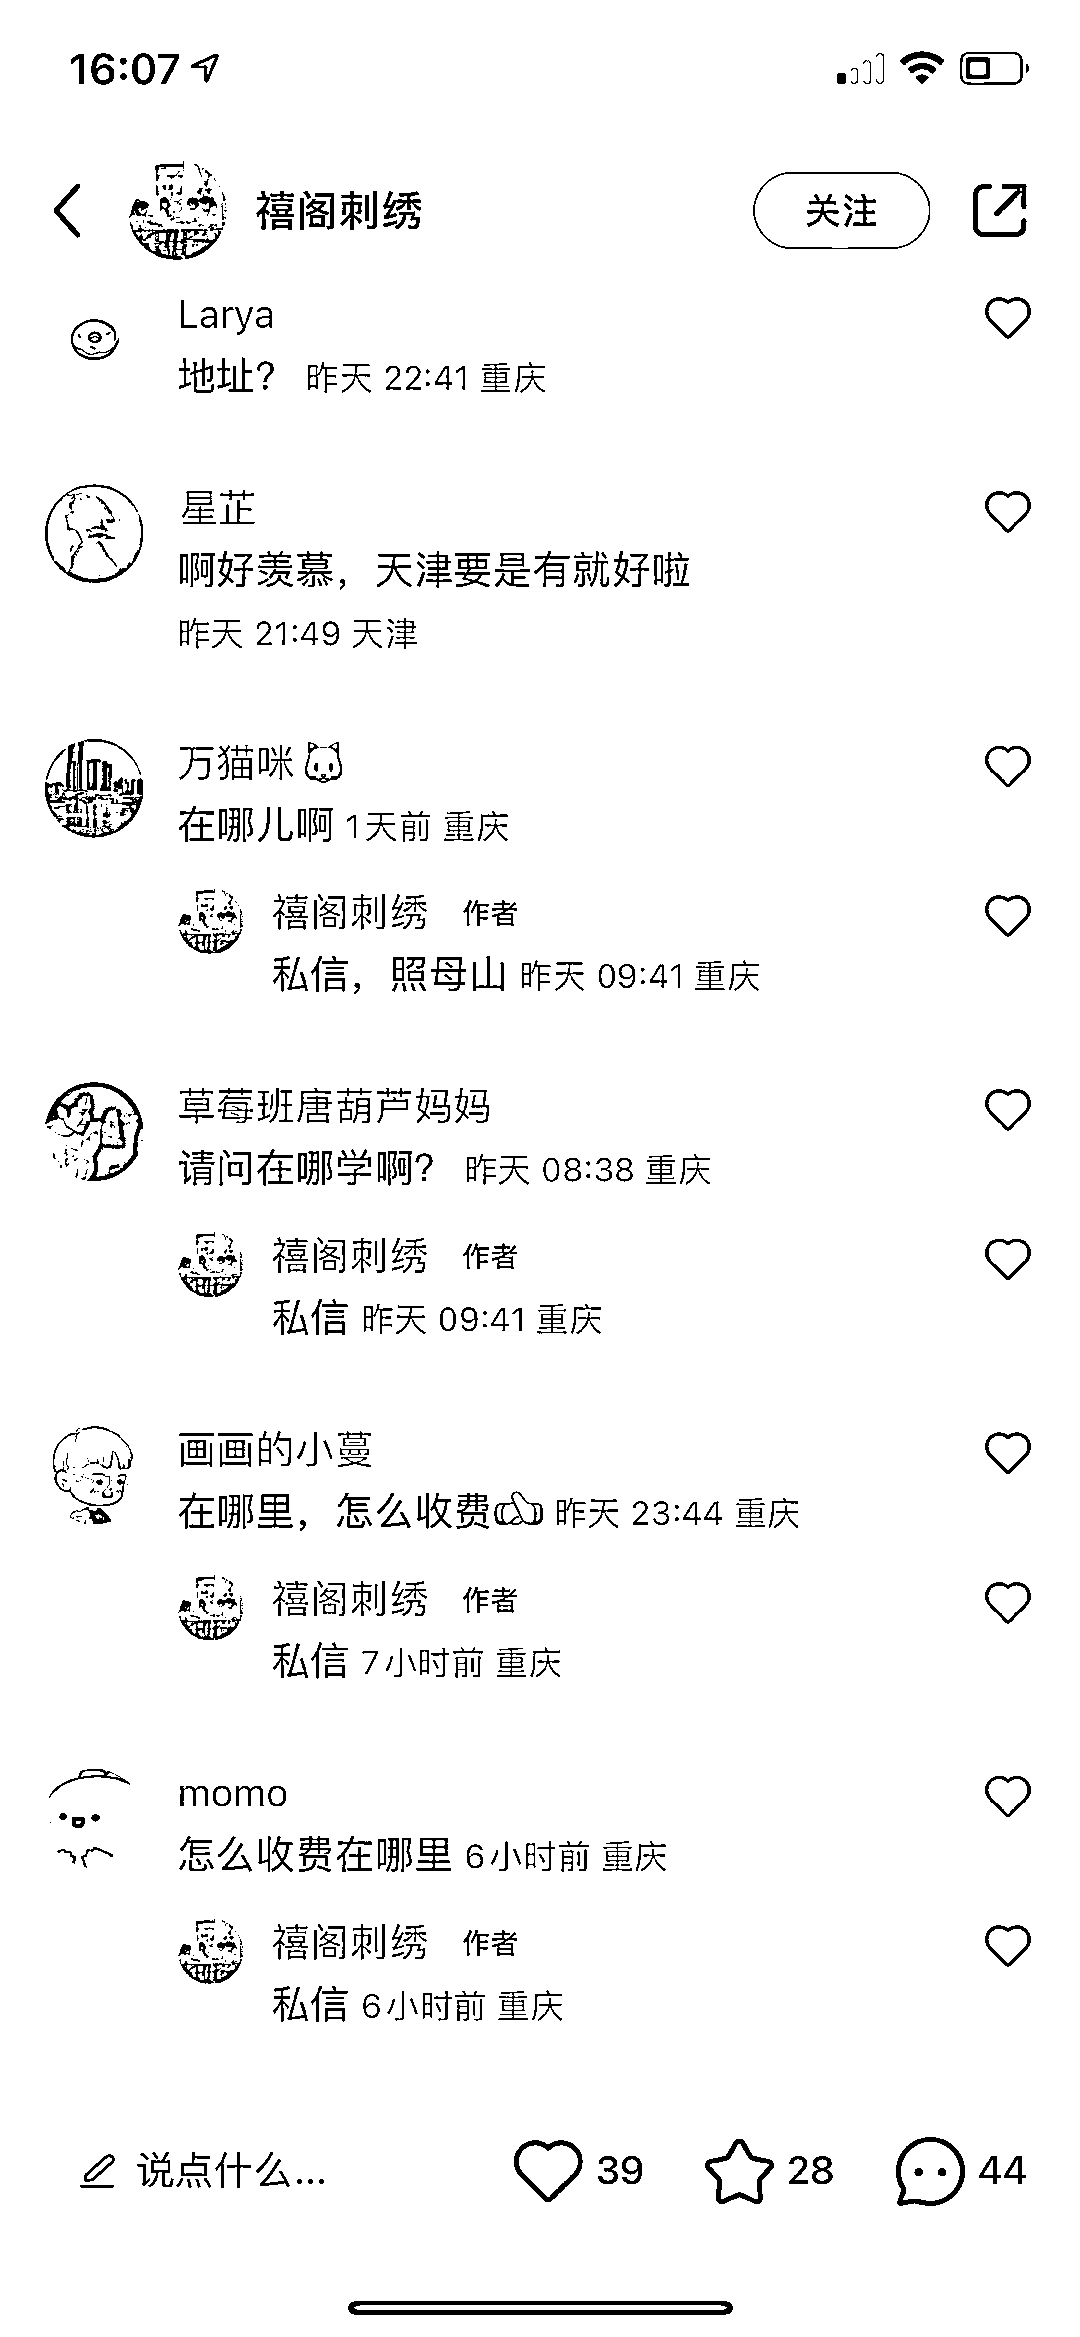 16:07
禧阁刺绣
关注
Larya
地址? 昨天 22:41 重庆
星芷
啊好羡慕，天津要是有就好啦
昨天 21:49 天津
万猫咪🐱
在哪儿啊 1天前 重庆
禧阁刺绣 作者
私信，照母山 昨天 09:41 重庆
草莓班唐葫芦妈妈
请问在哪学啊? 昨天 08:38 重庆
禧阁刺绣 作者
私信 昨天 09:41 重庆
画画的小蔓
在哪里，怎么收费👍 昨天 23:44 重庆
禧阁刺绣 作者
私信 7小时前 重庆
momo
怎么收费在哪里 6小时前 重庆
禧阁刺绣 作者
私信 6小时前 重庆
说点什么... 39 28 44